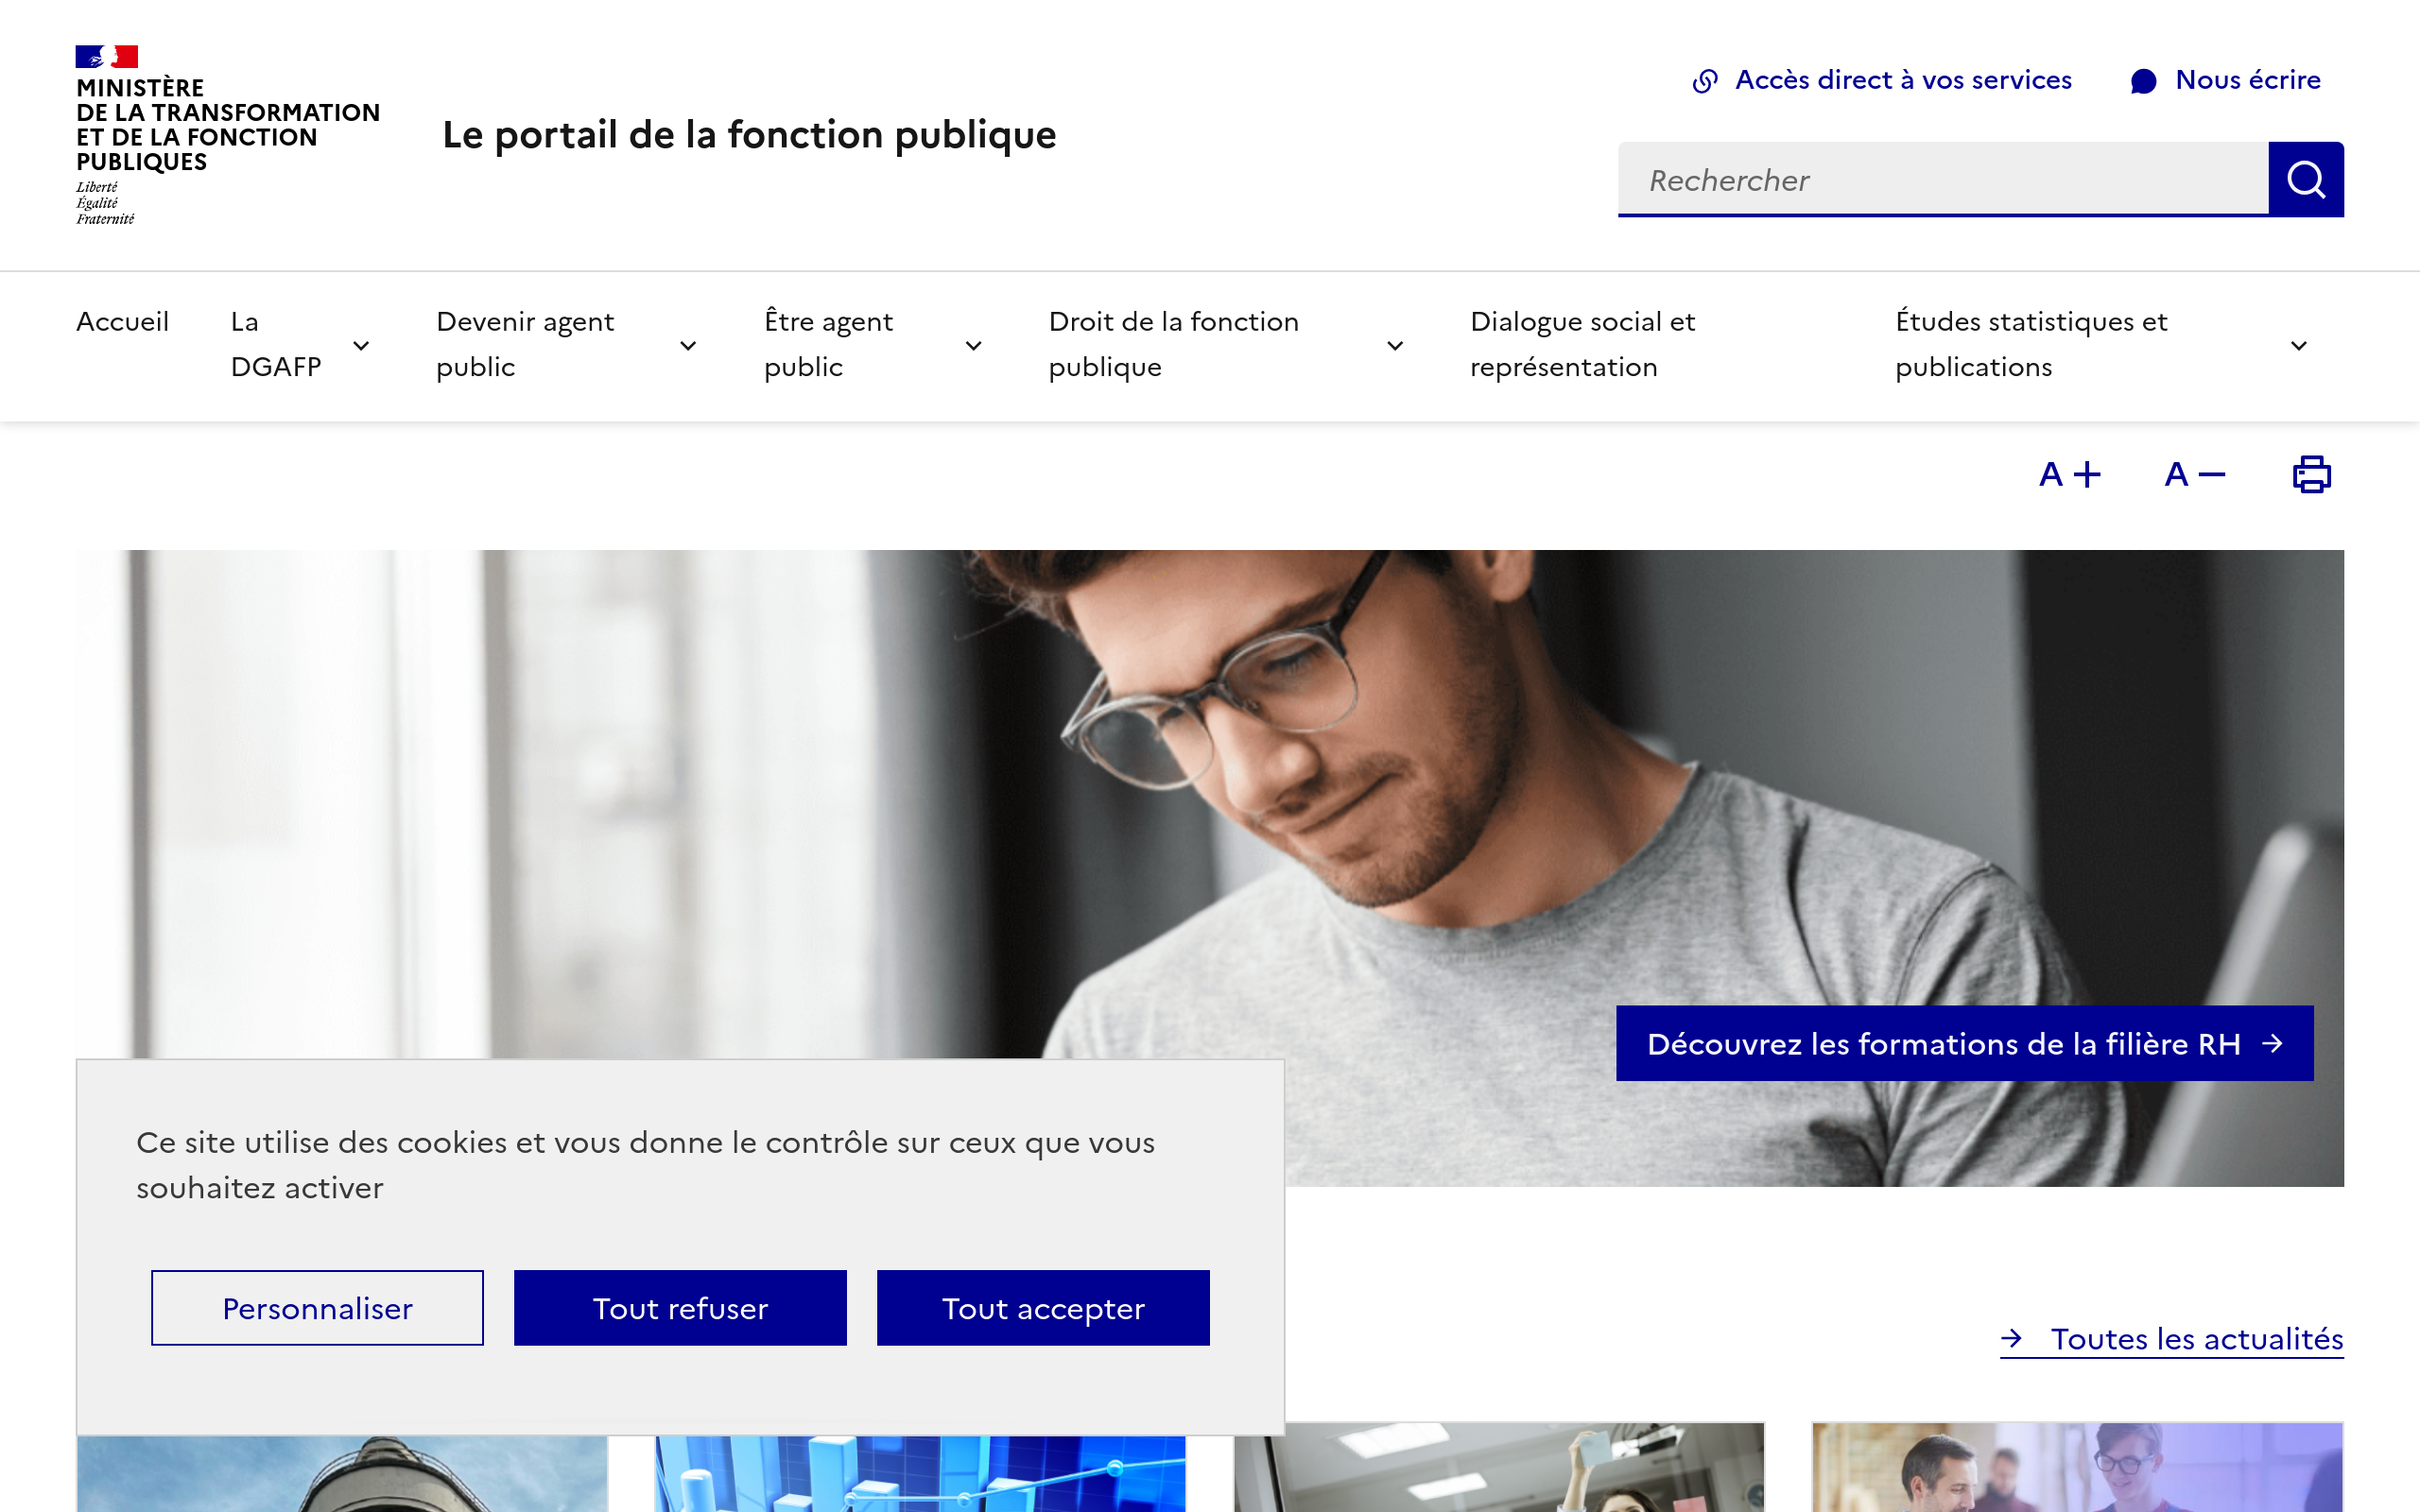 MINISTÈRE
DE LA TRANSFORMATION
ET DE LA FONCTION
PUBLIQUES
Liberté
Égalité
Fraternité
Le portail de la fonction publique
Accès direct à vos services
Nous écrire
Rechercher
Accueil
La
DGAFP
Devenir agent
public
Être agent
public
Droit de la fonction
publique
Dialogue social et
représentation
Études statistiques et
publications
A +
A −
Découvrez les formations de la filière RH
Ce site utilise des cookies et vous donne le contrôle sur ceux que vous
souhaitez activer
Personnaliser
Tout refuser
Tout accepter
Toutes les actualités